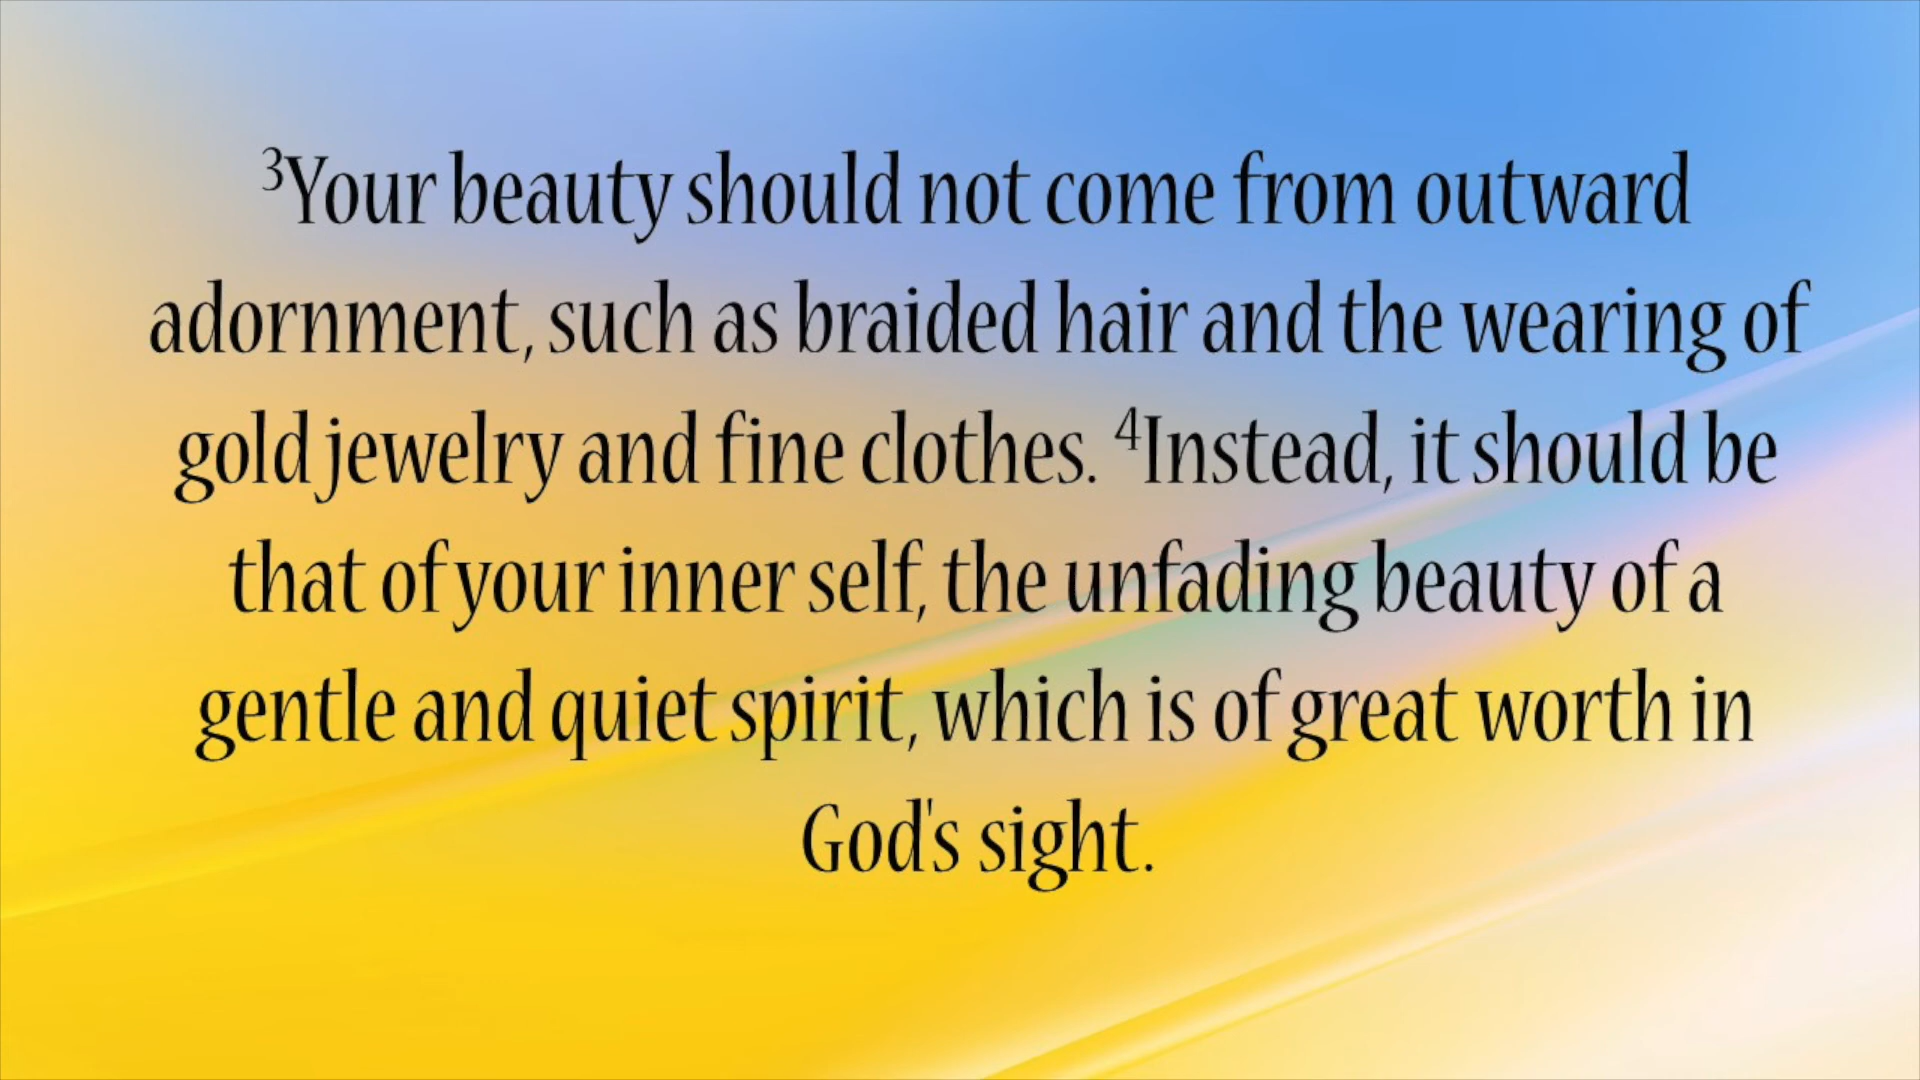 ³Your beauty should not come from outward
adornment, such as braided hair and the wearing of
gold jewelry and fine clothes. ⁴Instead, it should be
that of your inner self, the unfading beauty of a
gentle and quiet spirit, which is of great worth in
God's sight.